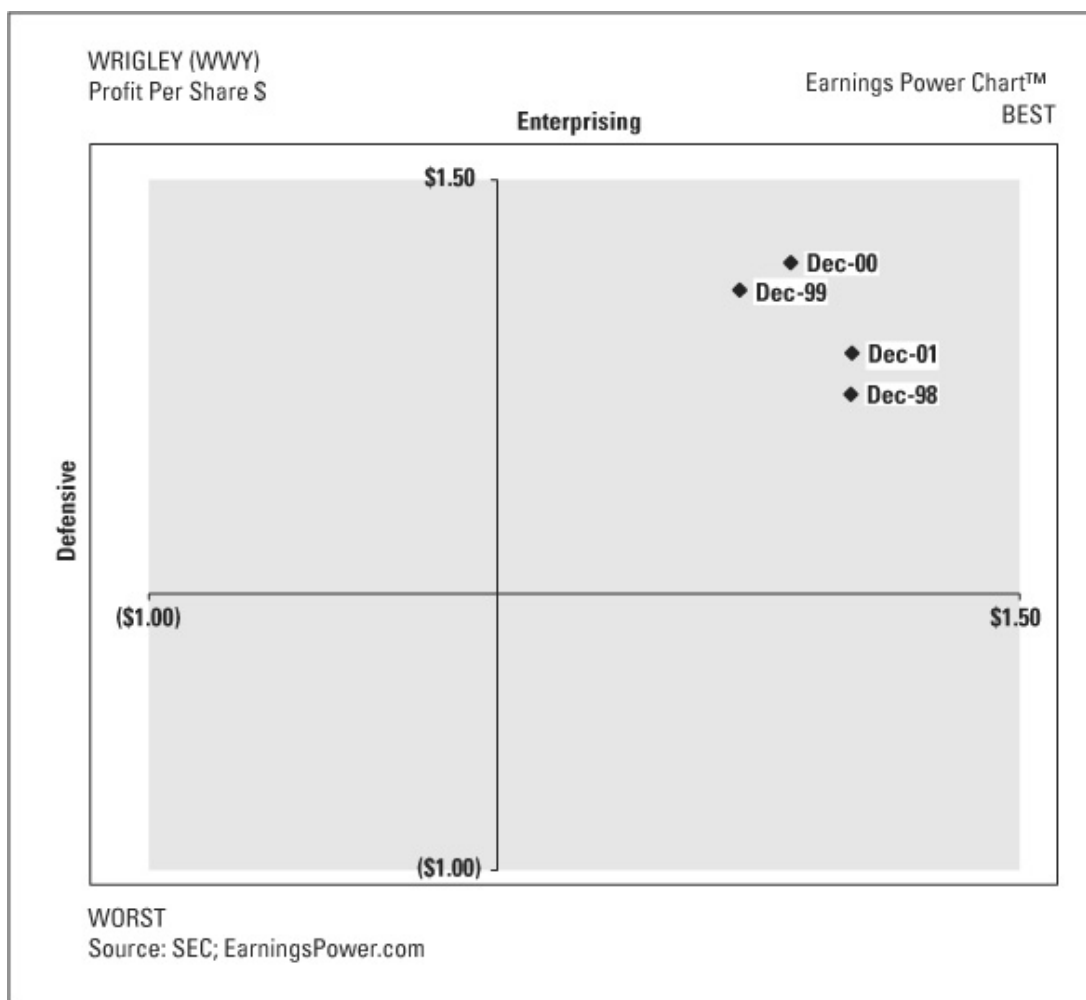 WRIGLEY (WWY)
Profit Per Share $
Earnings Power Chart™
BEST
Enterprising
$1.50
Dec-00
Dec-99
Dec-01
Dec-98
Defensive
($1.00)
$1.50
($1.00)
WORST
Source: SEC; EarningsPower.com